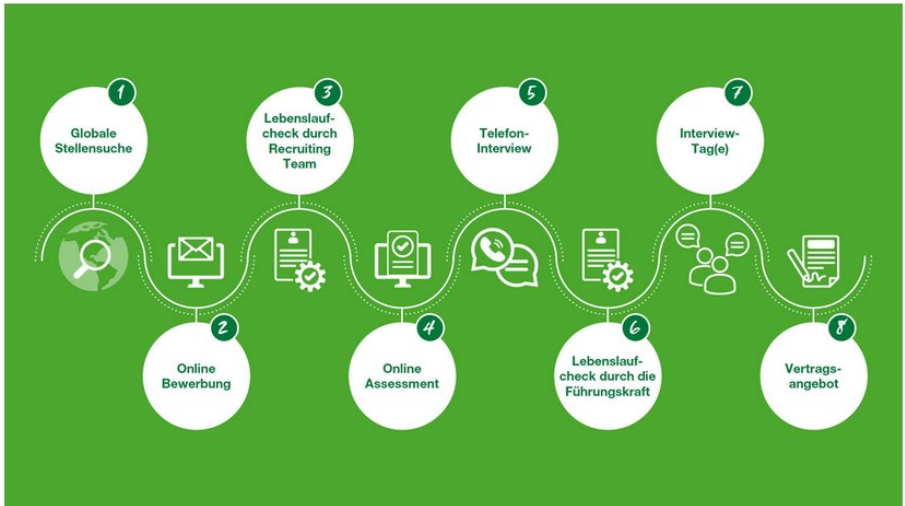 1
Globale
Stellensuche
2
Online
Bewerbung
3
Lebenslauf-
check durch
Recruiting
Team
4
Online
Assessment
5
Telefon-
Interview
6
Lebenslauf-
check durch die
Führungskraft
7
Interview-
Tag(e)
8
Vertrags-
angebot